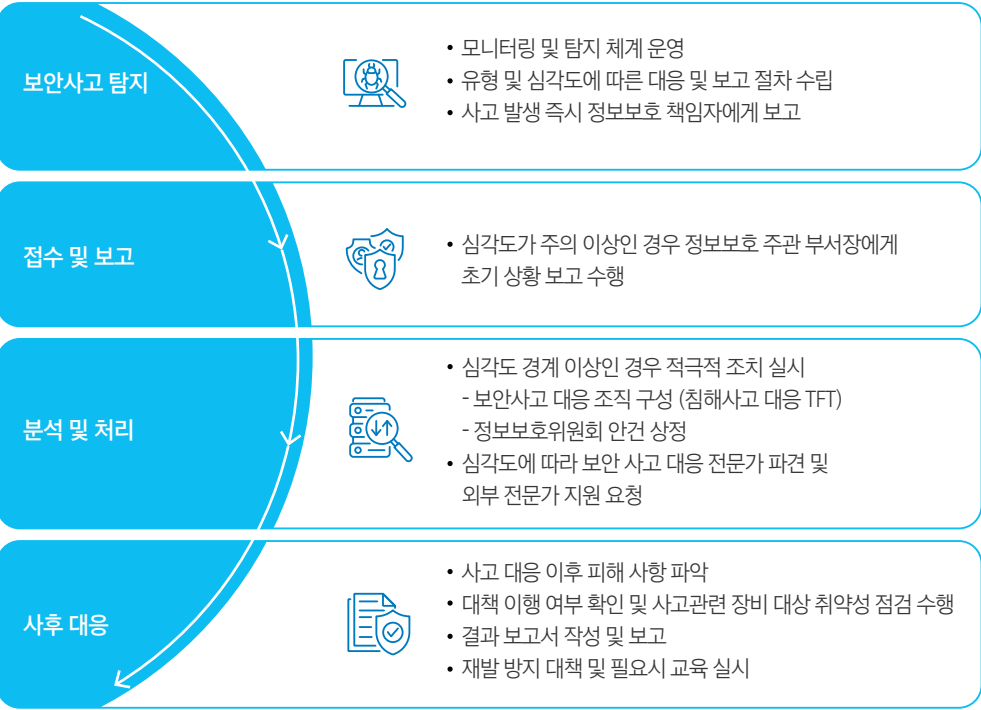 보안사고 탐지
• 모니터링 및 탐지 체계 운영
• 유형 및 심각도에 따른 대응 및 보고 절차 수립
• 사고 발생 즉시 정보보호 책임자에게 보고
접수 및 보고
• 심각도가 주의 이상인 경우 정보보호 주관 부서장에게
초기 상황 보고 수행
분석 및 처리
• 심각도 경계 이상인 경우 적극적 조치 실시
- 보안사고 대응 조직 구성 (침해사고 대응 TFT)
- 정보보호위원회 안건 상정
• 심각도에 따라 보안 사고 대응 전문가 파견 및
외부 전문가 지원 요청
사후 대응
• 사고 대응 이후 피해 사항 파악
• 대책 이행 여부 확인 및 사고관련 장비 대상 취약성 점검 수행
• 결과 보고서 작성 및 보고
• 재발 방지 대책 및 필요시 교육 실시